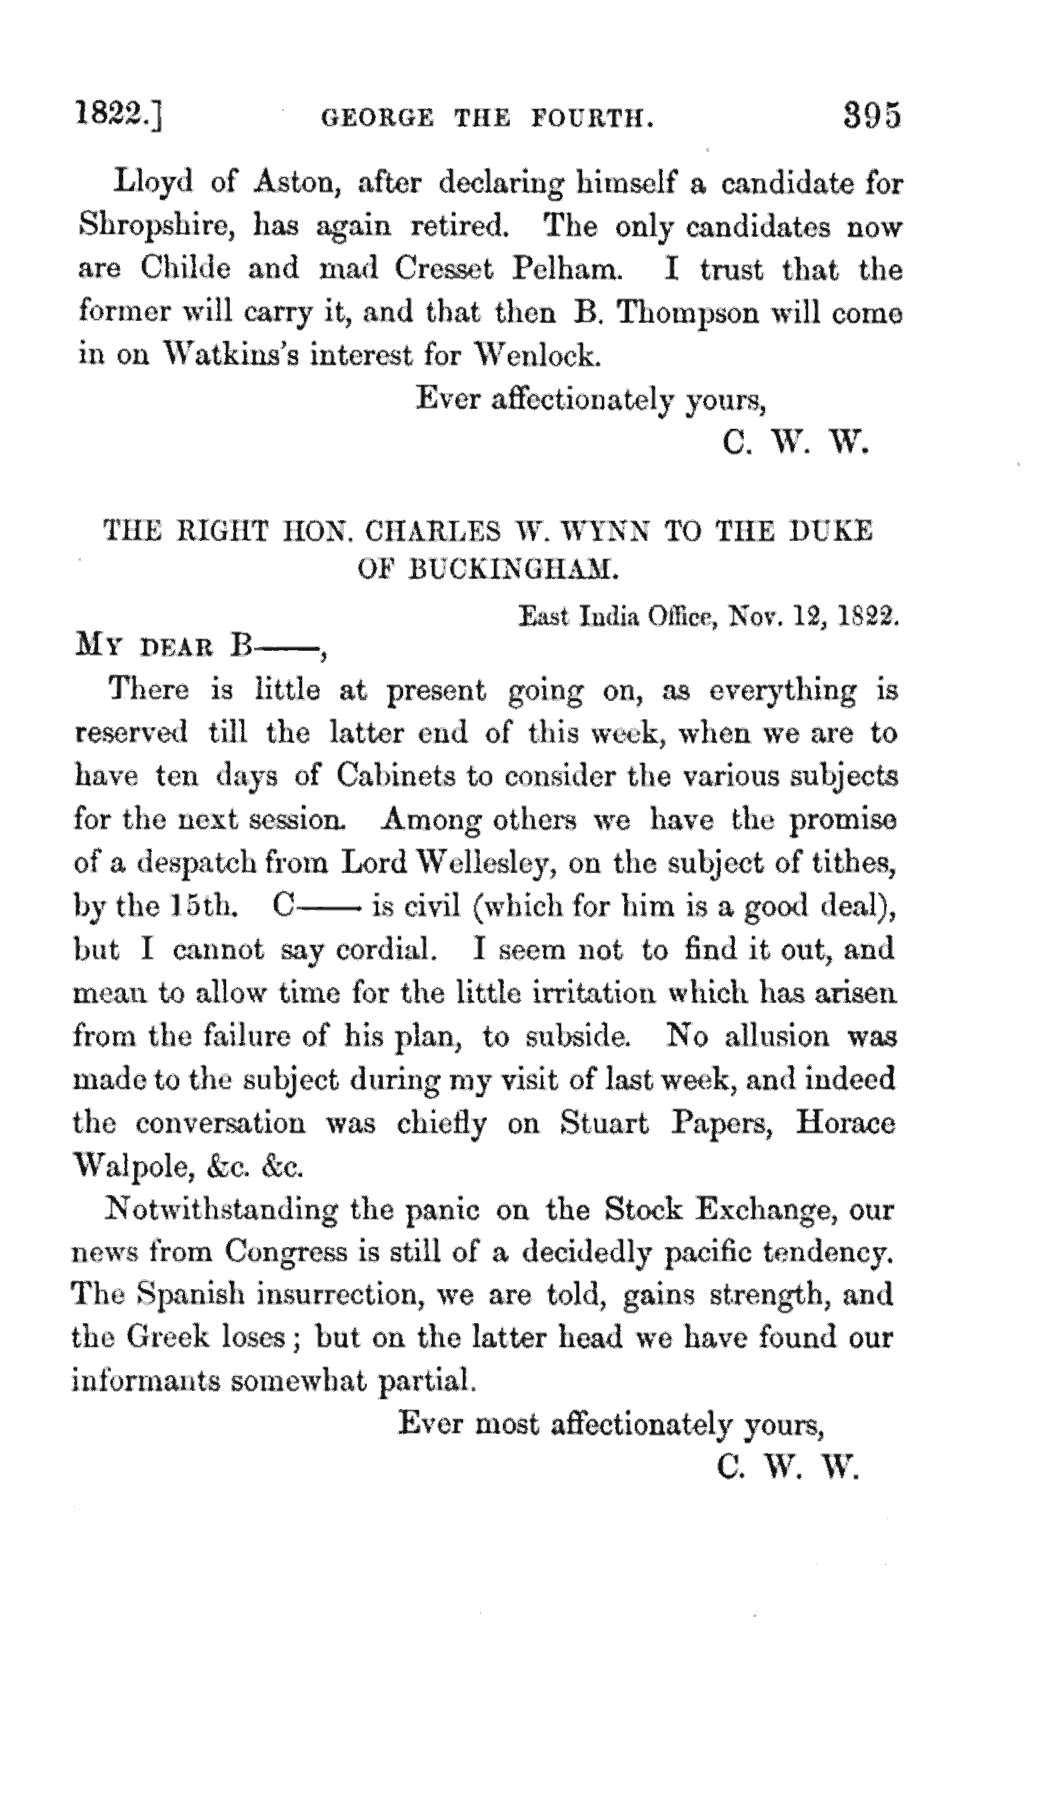 1822.] GEORGE THE FOURTH. 395
Lloyd of Aston, after declaring himself a candidate for
Shropshire, has again retired. The only candidates now
are Childe and mad Cresset Pelham. I trust that the
former will carry it, and that then B. Thompson will come
in on Watkins's interest for Wenlock.
Ever affectionately yours,
C. W. W.
THE RIGHT HON. CHARLES W. WYNN TO THE DUKE
OF BUCKINGHAM.
East India Office, Nov. 12, 1822.
MY DEAR B——,
There is little at present going on, as everything is
reserved till the latter end of this week, when we are to
have ten days of Cabinets to consider the various subjects
for the next session. Among others we have the promise
of a despatch from Lord Wellesley, on the subject of tithes,
by the 15th. C—— is civil (which for him is a good deal),
but I cannot say cordial. I seem not to find it out, and
mean to allow time for the little irritation which has arisen
from the failure of his plan, to subside. No allusion was
made to the subject during my visit of last week, and indeed
the conversation was chiefly on Stuart Papers, Horace
Walpole, &c. &c.
Notwithstanding the panic on the Stock Exchange, our
news from Congress is still of a decidedly pacific tendency.
The Spanish insurrection, we are told, gains strength, and
the Greek loses; but on the latter head we have found our
informants somewhat partial.
Ever most affectionately yours,
C. W. W.